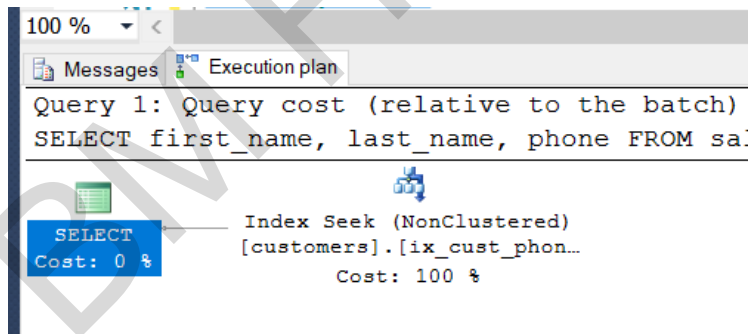 100 %
Messages Execution plan
Query 1: Query cost (relative to the batch)
SELECT first_name, last_name, phone FROM sal
Index Seek (NonClustered)
SELECT
[customers].[ix_cust_phon…
Cost: 0 %
Cost: 100 %
BM